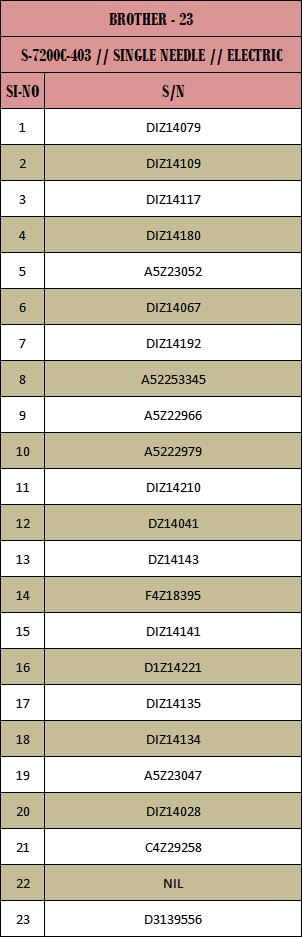 BROTHER - 23
S-7200C-403 // SINGLE NEEDLE // ELECTRIC
SI-NO S/N
1 DIZ14079
2 DIZ14109
3 DIZ14117
4 DIZ14180
5 A5Z23052
6 DIZ14067
7 DIZ14192
8 A52253345
9 A5Z22966
10 A5222979
11 DIZ14210
12 DZ14041
13 DZ14143
14 F4Z18395
15 DIZ14141
16 D1Z14221
17 DIZ14135
18 DIZ14134
19 A5Z23047
20 DIZ14028
21 C4Z29258
22 NIL
23 D3139556